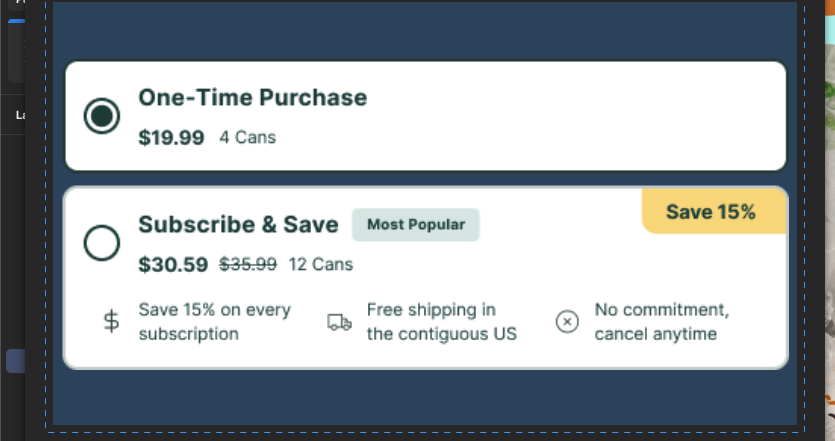 One-Time Purchase
$19.99 4 Cans
Save 15%
Subscribe & Save Most Popular
$30.59 $35.99 12 Cans
Save 15% on every
subscription
Free shipping in
the contiguous US
No commitment,
cancel anytime